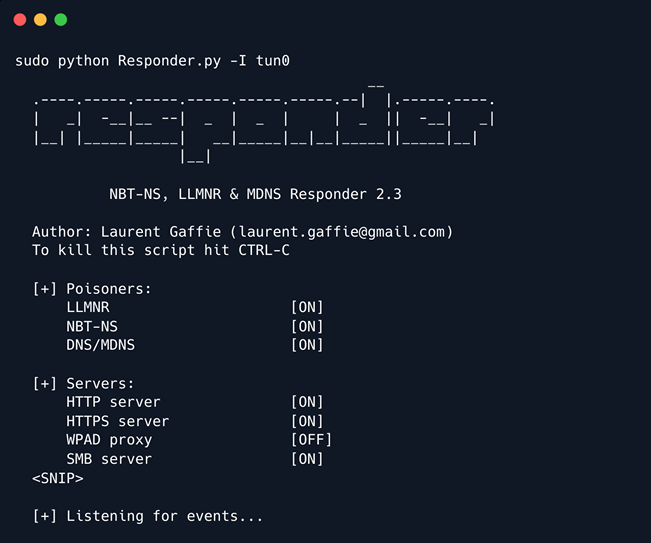 sudo python Responder.py -I tun0
                                         __
  .----.-----.-----.-----.-----.-----.--|  |.-----.----.
  |   _|  -__|__ --|  _  |  _  |     |  _  ||  -__|   _|
  |__| |_____|_____|   __|_____|__|__|_____||_____|__|
                   |__|
NBT-NS, LLMNR & MDNS Responder 2.3
Author: Laurent Gaffie (laurent.gaffie@gmail.com)
To kill this script hit CTRL-C
[+] Poisoners:
LLMNR [ON]
NBT-NS [ON]
DNS/MDNS [ON]
[+] Servers:
HTTP server [ON]
HTTPS server [ON]
WPAD proxy [OFF]
SMB server [ON]
<SNIP>
[+] Listening for events...